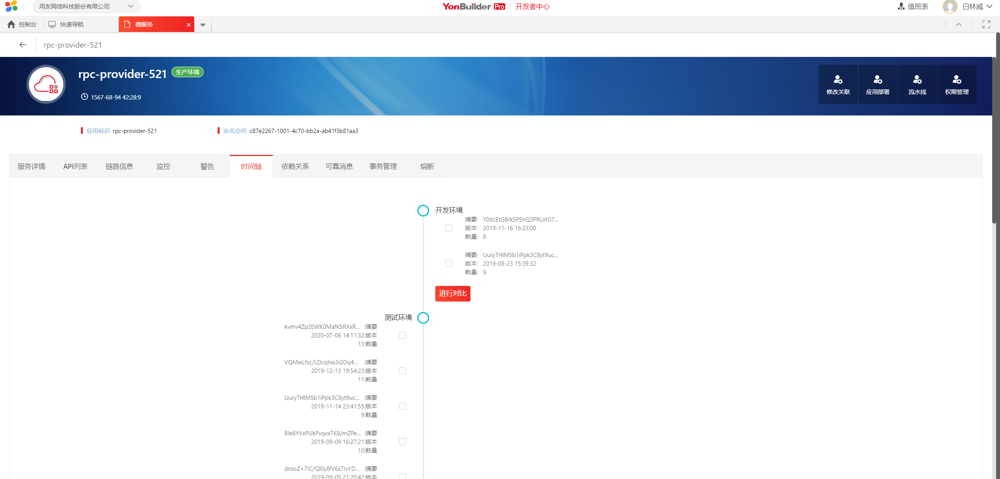 用友网络科技股份有限公司
YonBuilder Pro 开发者中心
值班表
白林威
控制台
快速导航
微服务
rpc-provider-521
rpc-provider-521 生产环境
1567-68-94 42:28:9
修改关联
应用部署
流水线
权限管理
应用标识 rpc-provider-521
命名空间 c87e2267-1001-4c70-bb2a-ab41f3b81aa3
服务详情
API列表
链路信息
监控
警告
时间轴
依赖关系
可靠消息
事务管理
熔断
开发环境
摘要: Y0itcEtGBrkSPEnQ3PRLiitG7...
版本: 2019-11-16 16:23:00
数量: 8
摘要: UuryTHIMSb1iPpk3C8yt9uc...
版本: 2019-08-23 15:39:32
数量: 9
进行对比
测试环境
kvmv4Zp2EWK0MafK5RXxR... :摘要
2020-07-06 14:11:32:版本
13:数量
VQMwLfvc/LDcqhia3i2Oq4... :摘要
2019-12-13 19:54:23:版本
11:数量
UuryTHIMSb1iPpk3C8yt9uc... :摘要
2019-11-14 23:41:55:版本
9:数量
Ble6YVxPUkPvqxxTK8/mZPe... :摘要
2019-09-09 16:27:21:版本
10:数量
drooZ+7IC/QI0y8IV6z7IvYD... :摘要
2019-09-05 21:20:42:版本